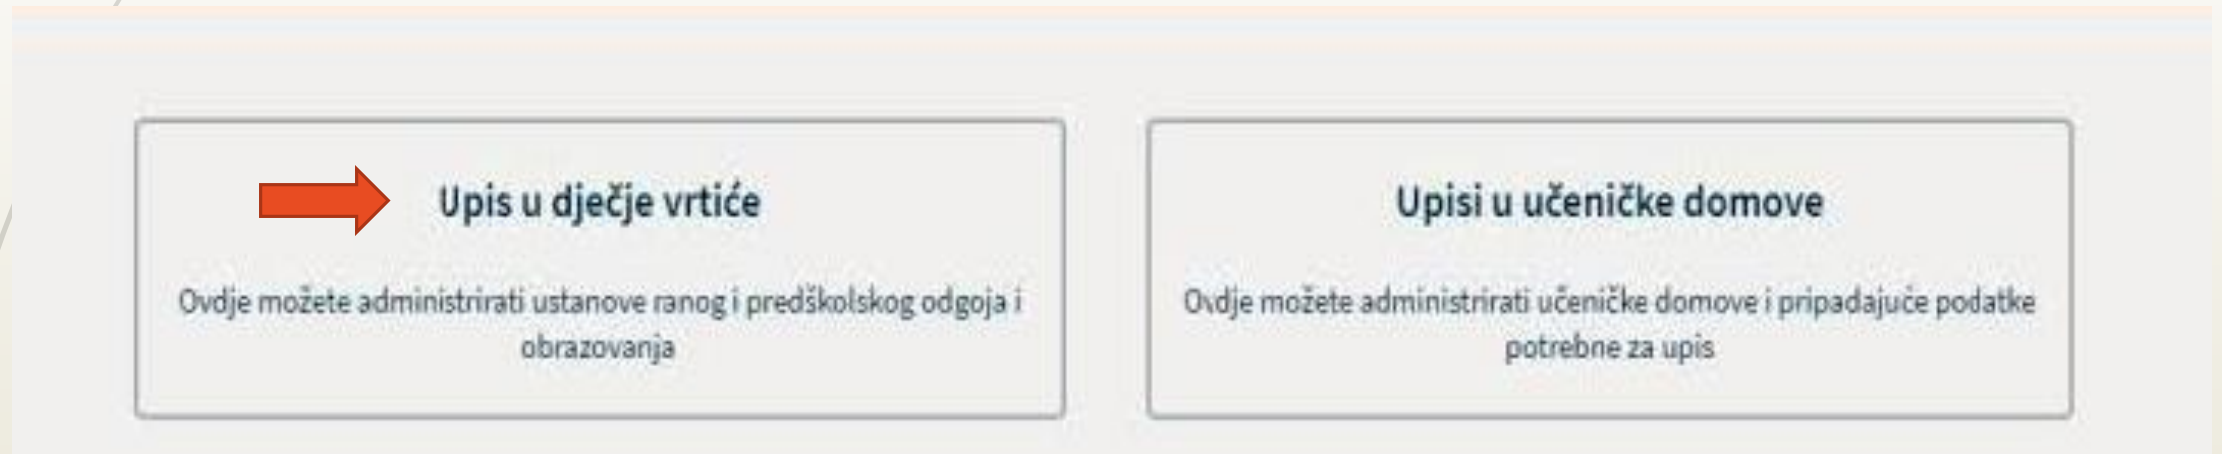 Upis u dječje vrtiće
Ovdje možete administrirati ustanove ranog i predškolskog odgoja i
obrazovanja
Upisi u učeničke domove
Ovdje možete administrirati učeničke domove i pripadajuće podatke
potrebne za upis